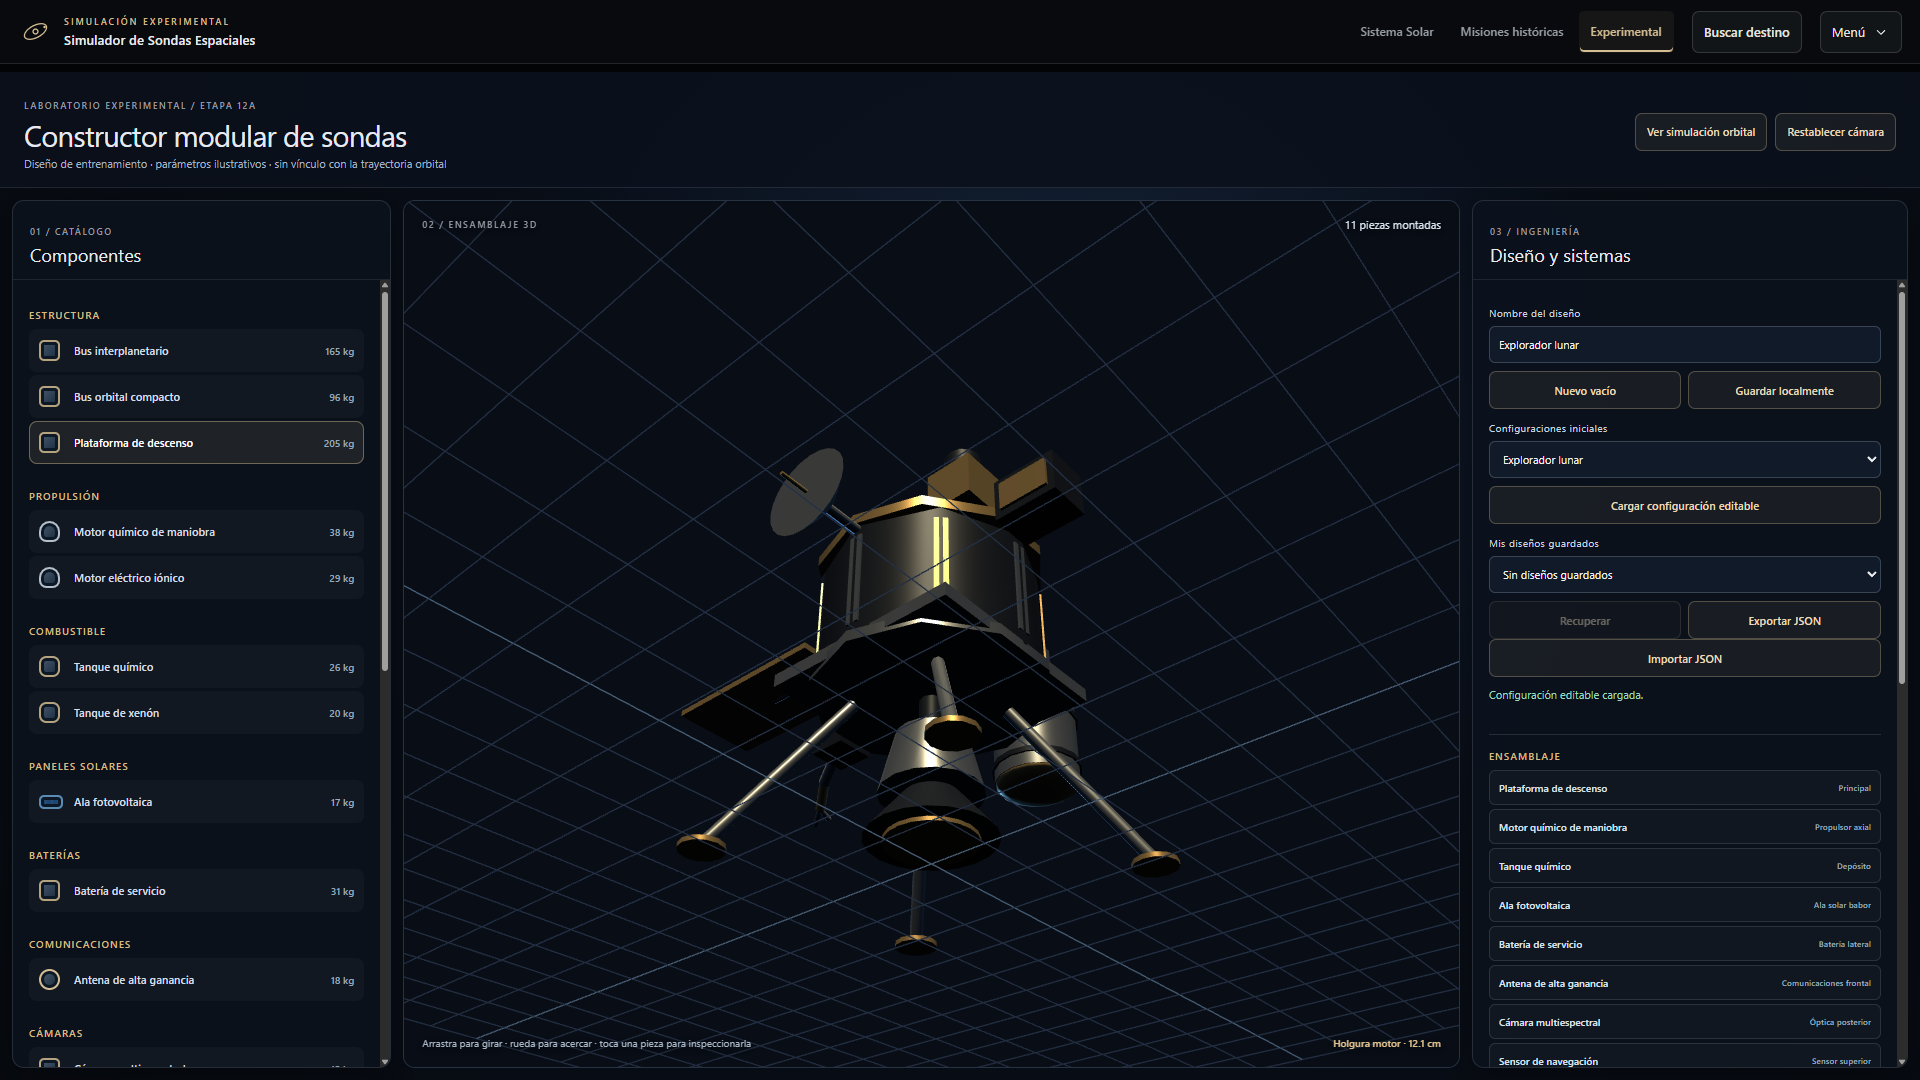 SIMULACIÓN EXPERIMENTAL
Simulador de Sondas Espaciales
Sistema Solar
Misiones históricas
Experimental
Buscar destino
Menú
LABORATORIO EXPERIMENTAL / ETAPA 12A
Constructor modular de sondas
Diseño de entrenamiento · parámetros ilustrativos · sin vínculo con la trayectoria orbital
Ver simulación orbital
Restablecer cámara
01 / CATÁLOGO
Componentes
ESTRUCTURA
Bus interplanetario 165 kg
Bus orbital compacto 96 kg
Plataforma de descenso 205 kg
PROPULSIÓN
Motor químico de maniobra 38 kg
Motor eléctrico iónico 29 kg
COMBUSTIBLE
Tanque químico 26 kg
Tanque de xenón 20 kg
PANELES SOLARES
Ala fotovoltaica 17 kg
BATERÍAS
Batería de servicio 31 kg
COMUNICACIONES
Antena de alta ganancia 18 kg
CÁMARAS
02 / ENSAMBLAJE 3D
11 piezas montadas
Arrastra para girar · rueda para acercar · toca una pieza para inspeccionarla
Holgura motor · 12.1 cm
03 / INGENIERÍA
Diseño y sistemas
Nombre del diseño
Explorador lunar
Nuevo vacío
Guardar localmente
Configuraciones iniciales
Explorador lunar
Cargar configuración editable
Mis diseños guardados
Sin diseños guardados
Recuperar
Exportar JSON
Importar JSON
Configuración editable cargada.
ENSAMBLAJE
Plataforma de descenso Principal
Motor químico de maniobra Propulsor axial
Tanque químico Depósito
Ala fotovoltaica Ala solar babor
Batería de servicio Batería lateral
Antena de alta ganancia Comunicaciones frontal
Cámara multiespectral Óptica posterior
Sensor de navegación Sensor superior